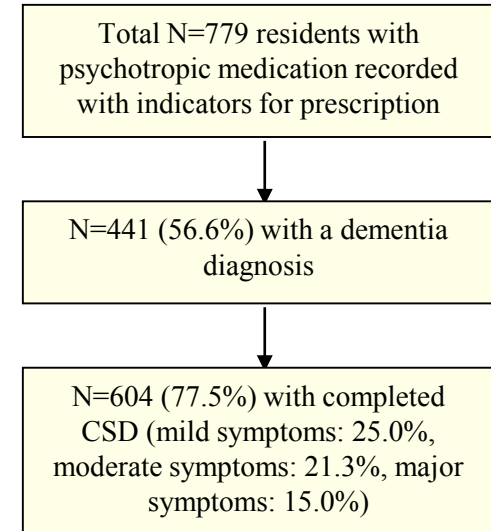 Total N=779 residents with
psychotropic medication recorded
with indicators for prescription
N=441 (56.6%) with a dementia
diagnosis
N=604 (77.5%) with completed
CSD (mild symptoms: 25.0%,
moderate symptoms: 21.3%, major
symptoms: 15.0%)